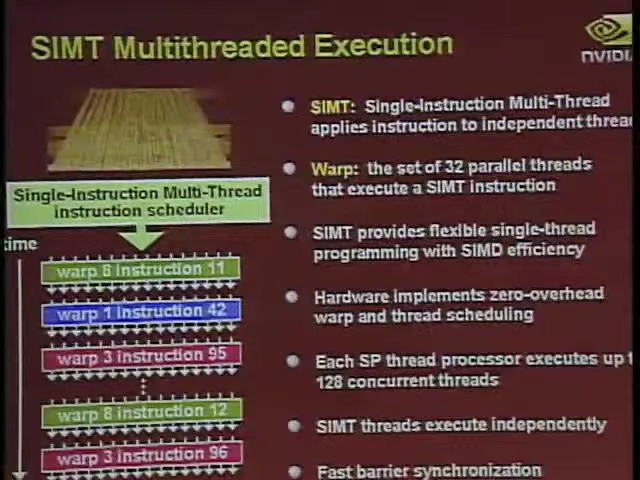 SIMT Multithreaded Execution
NVIDI
Single-Instruction Multi-Thread
instruction scheduler
time
warp 8 instruction 11
warp 1 instruction 42
warp 3 instruction 95
warp 8 instruction 12
warp 3 instruction 96
SIMT: Single-Instruction Multi-Thread
applies instruction to independent threa
Warp: the set of 32 parallel threads
that execute a SIMT instruction
SIMT provides flexible single-thread
programming with SIMD efficiency
Hardware implements zero-overhead
warp and thread scheduling
Each SP thread processor executes up t
128 concurrent threads
SIMT threads execute independently
Fast barrier synchronization